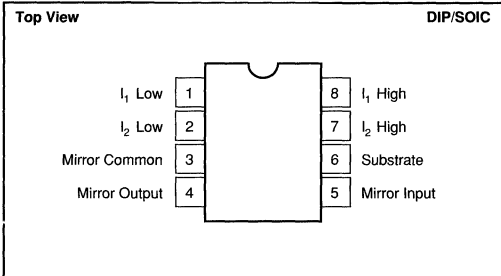 Top View DIP/SOIC
I₁ Low 1 8 I₁ High
I₂ Low 2 7 I₂ High
Mirror Common 3 6 Substrate
Mirror Output 4 5 Mirror Input